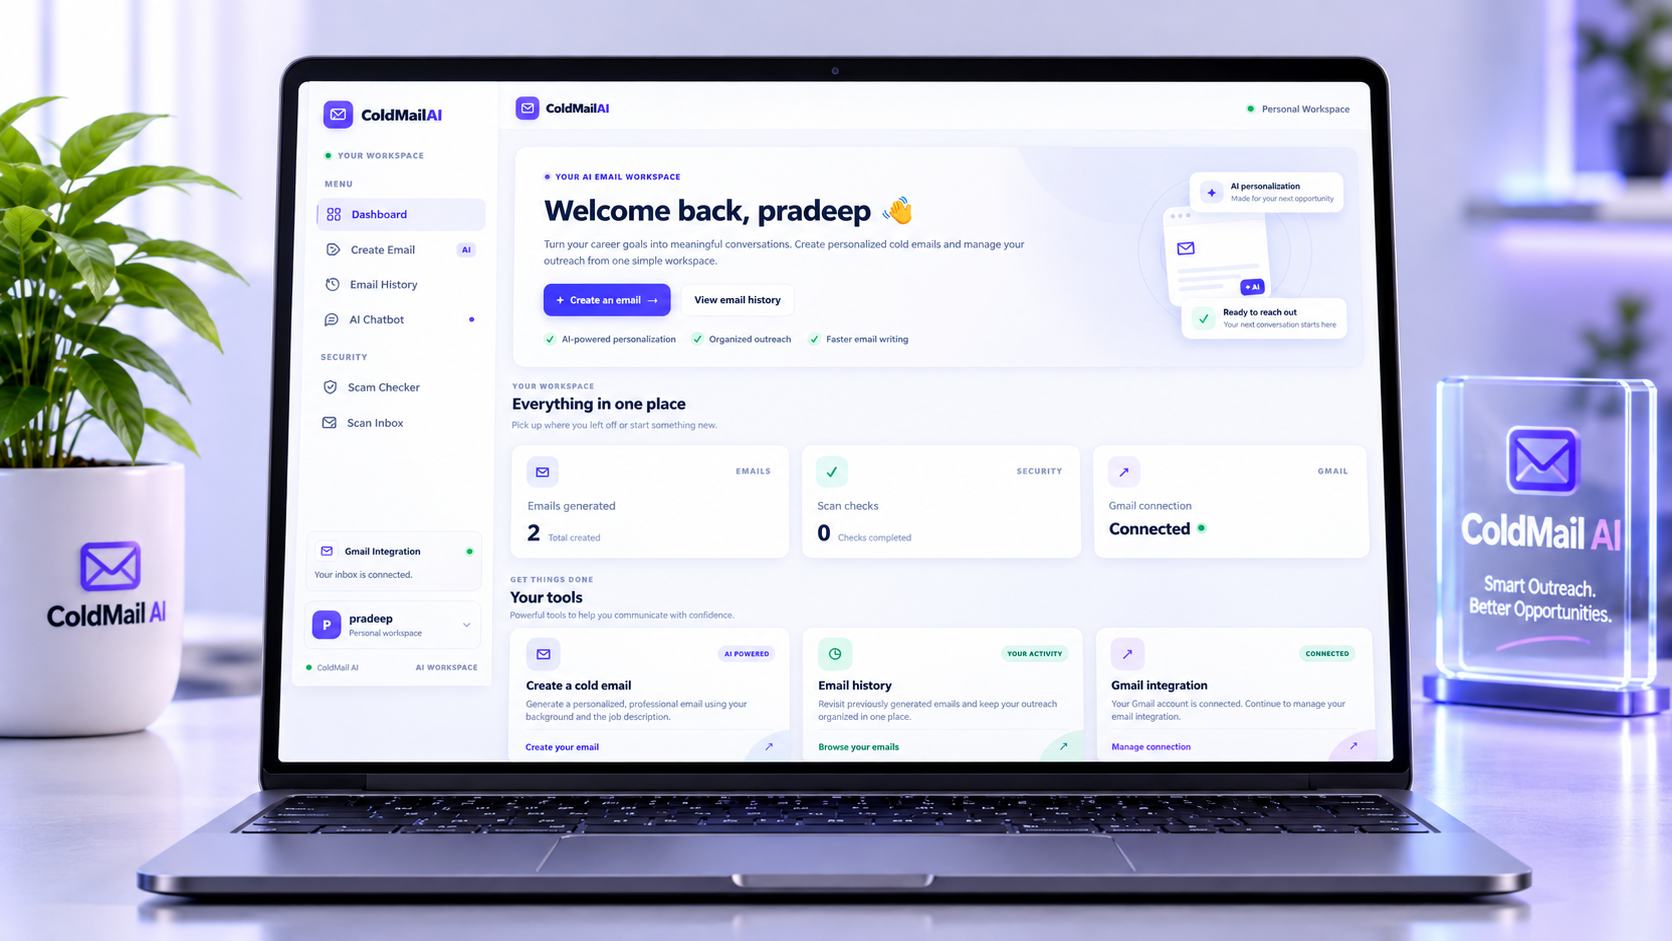 ColdMailAI
YOUR WORKSPACE
MENU
Dashboard
Create Email AI
Email History
AI Chatbot
SECURITY
Scam Checker
Scan Inbox
Gmail Integration
Your inbox is connected.
P
pradeep
Personal workspace
ColdMail AI AI WORKSPACE
ColdMailAI
Personal Workspace
YOUR AI EMAIL WORKSPACE
Welcome back, pradeep 👋
Turn your career goals into meaningful conversations. Create personalized cold emails and manage your
outreach from one simple workspace.
Create an email →
View email history
AI-powered personalization
Organized outreach
Faster email writing
AI personalization
Made for your next opportunity
AI
Ready to reach out
Your next conversation starts here
YOUR WORKSPACE
Everything in one place
Pick up where you left off or start something new.
EMAILS
Emails generated
2 Total created
SECURITY
Scan checks
0 Checks completed
GMAIL
Gmail connection
Connected
GET THINGS DONE
Your tools
Powerful tools to help you communicate with confidence.
AI POWERED
Create a cold email
Generate a personalized, professional email using your
background and the job description.
Create your email ↗
YOUR ACTIVITY
Email history
Revisit previously generated emails and keep your outreach
organized in one place.
Browse your emails ↗
CONNECTED
Gmail integration
Your Gmail account is connected. Continue to manage your
email integration.
Manage connection ↗
ColdMail AI
ColdMail AI
Smart Outreach.
Better Opportunities.